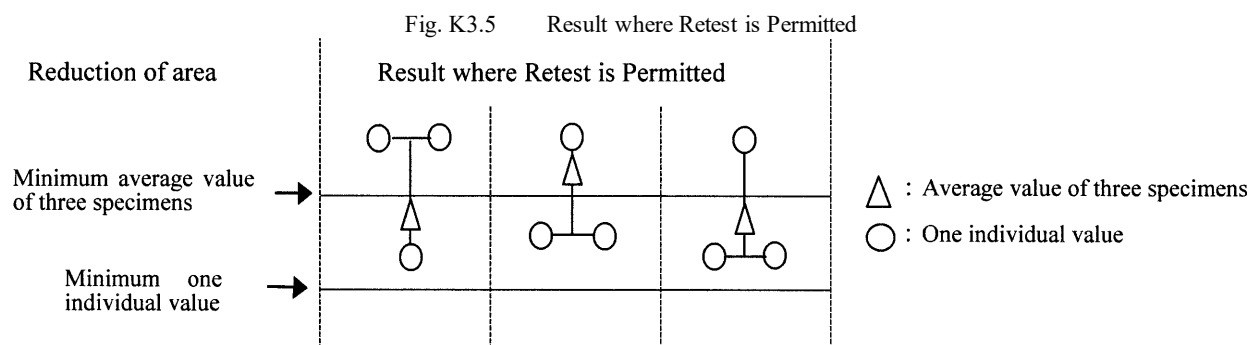 Fig. K3.5 Result where Retest is Permitted
Reduction of area
Result where Retest is Permitted
Minimum average value
of three specimens
Minimum one
individual value
: Average value of three specimens
: One individual value